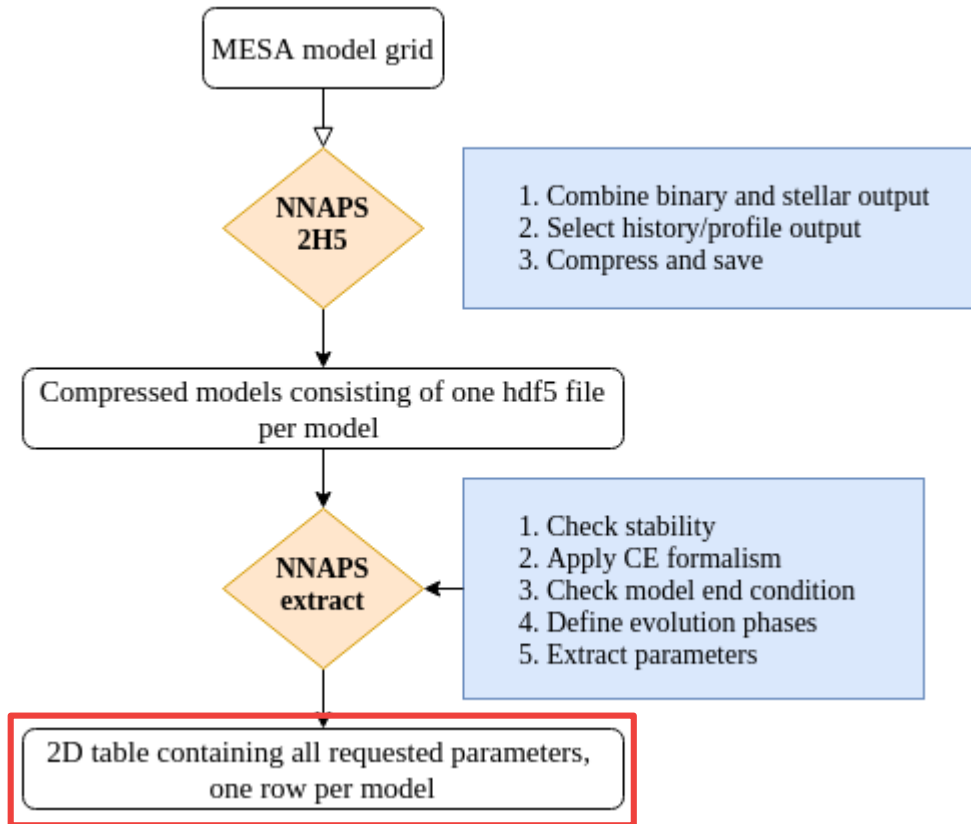 MESA model grid
NNAPS
2H5
1. Combine binary and stellar output
2. Select history/profile output
3. Compress and save
Compressed models consisting of one hdf5 file
per model
NNAPS
extract
1. Check stability
2. Apply CE formalism
3. Check model end condition
4. Define evolution phases
5. Extract parameters
2D table containing all requested parameters,
one row per model